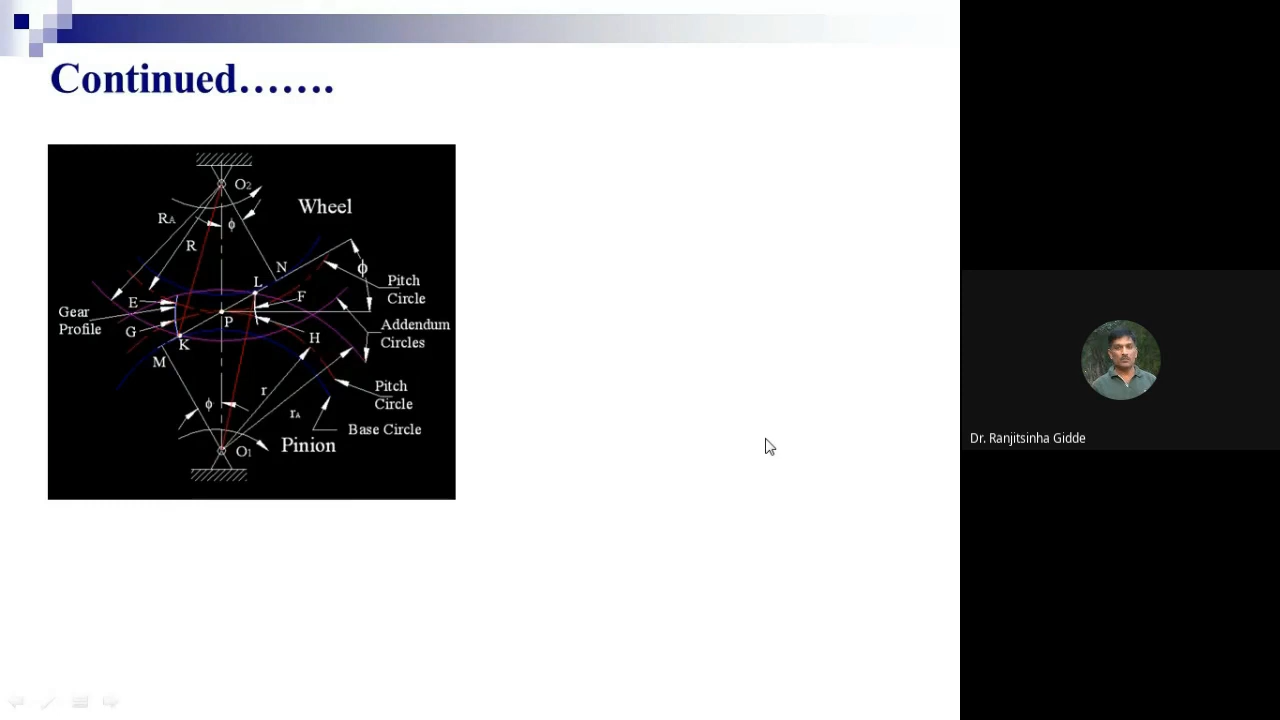 Continued…….
O2
Wheel
RA
ϕ
R
N
ϕ
L
Pitch
Circle
E
F
Gear
Profile
P
G
Addendum
Circles
H
K
M
Pitch
Circle
r
ϕ
rA
Base Circle
Pinion
O1
Dr. Ranjitsinha Gidde